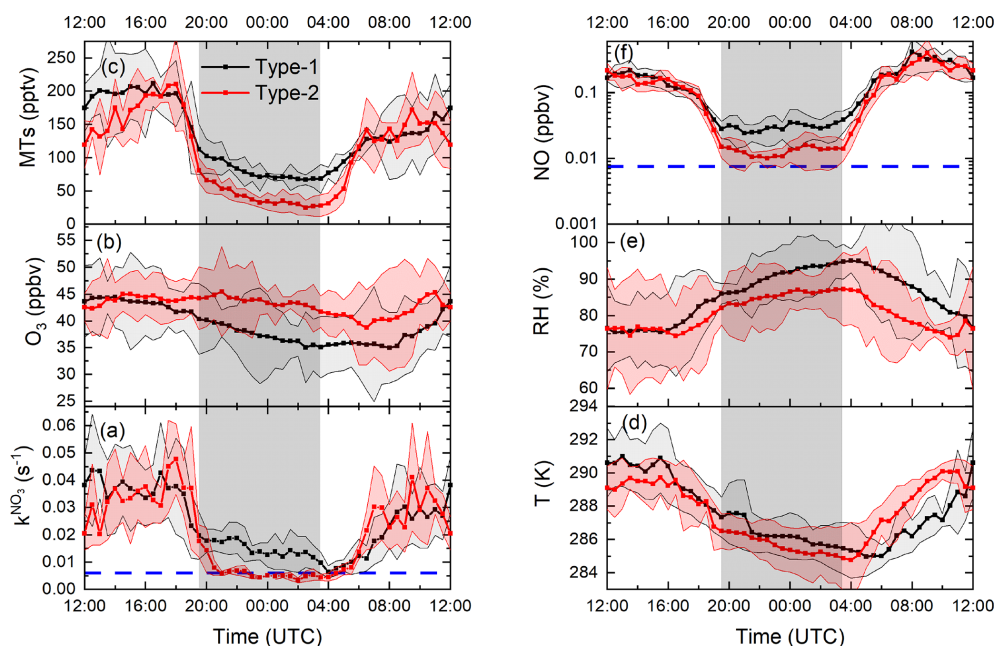 12:00 16:00 20:00 00:00 04:00 08:00 12:00
250
200
150
100
50
0
MTs (pptv)
(c)
Type-1
Type-2
55
50
45
40
35
30
25
O₃ (ppbv)
(b)
0.06
0.05
0.04
0.03
0.02
0.01
0.00
k^NO₃ (s⁻¹)
(a)
12:00 16:00 20:00 00:00 04:00 08:00 12:00
Time (UTC)
12:00 16:00 20:00 00:00 04:00 08:00 12:00
0.1
0.01
0.001
NO (ppbv)
(f)
100
90
80
70
60
RH (%)
(e)
294
292
290
288
286
284
T (K)
(d)
12:00 16:00 20:00 00:00 04:00 08:00 12:00
Time (UTC)